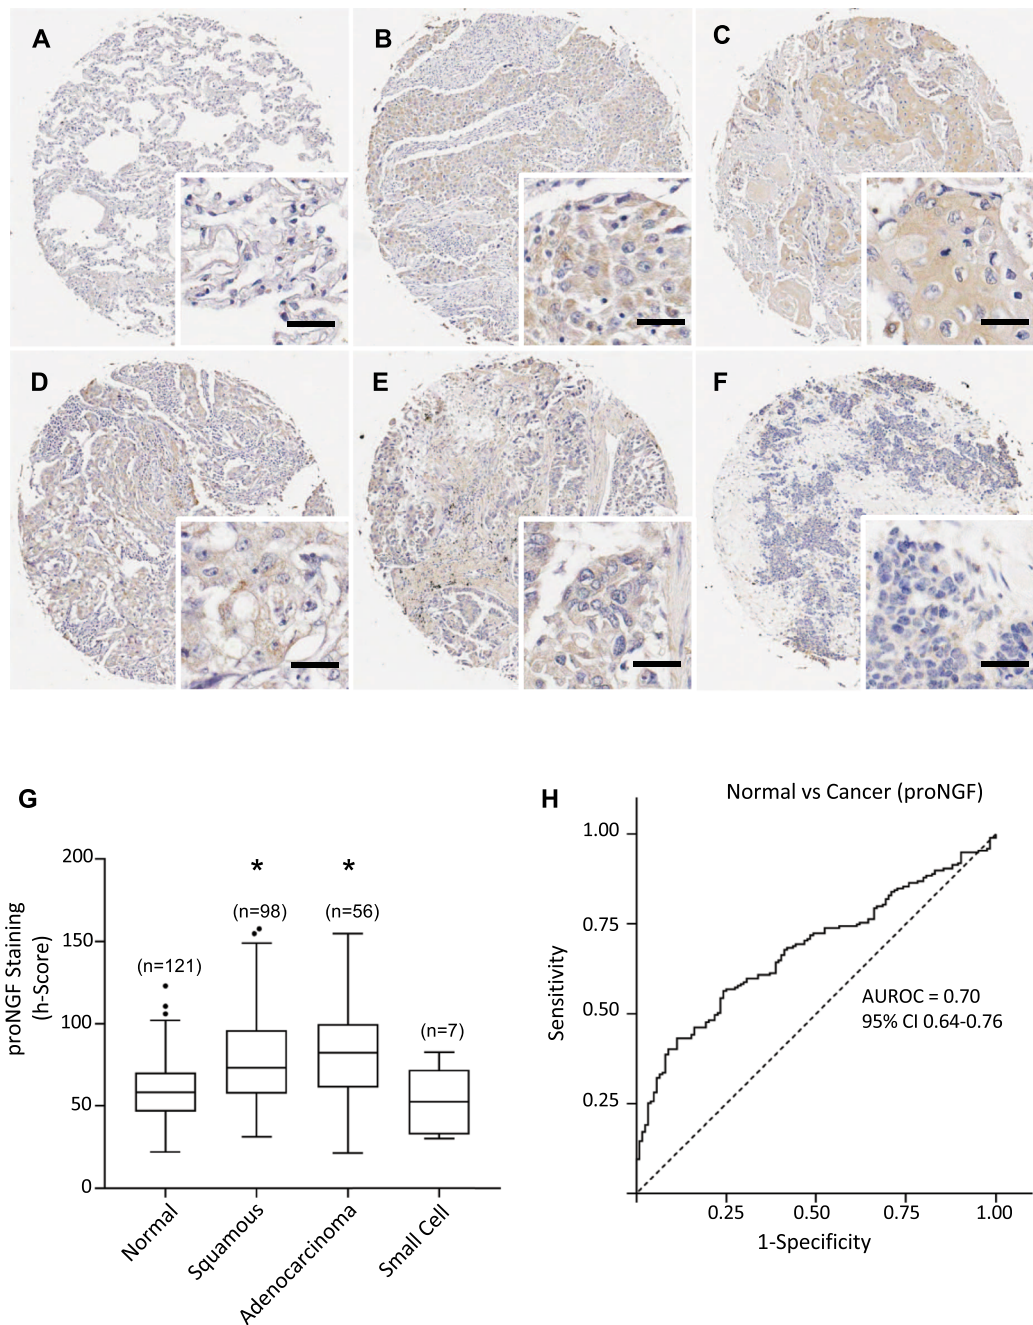 A
B
C
D
E
F
G
proNGF Staining
(h-Score)
200
150
100
50
0
*
*
(n=121)
(n=98)
(n=56)
(n=7)
Normal
Squamous
Adenocarcinoma
Small Cell
H
Normal vs Cancer (proNGF)
Sensitivity
1.00
0.75
0.50
0.25
AUROC = 0.70
95% CI 0.64-0.76
0.25
0.50
0.75
1.00
1-Specificity